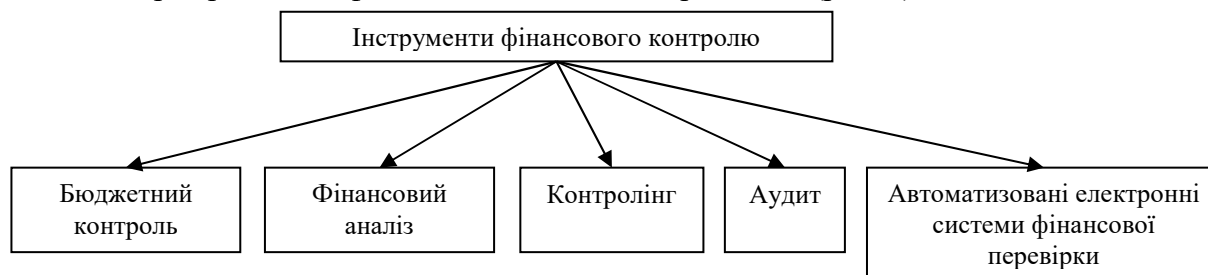 Інструменти фінансового контролю
Бюджетний
контроль
Фінансовий
аналіз
Контролінг
Аудит
Автоматизовані електронні
системи фінансової
перевірки